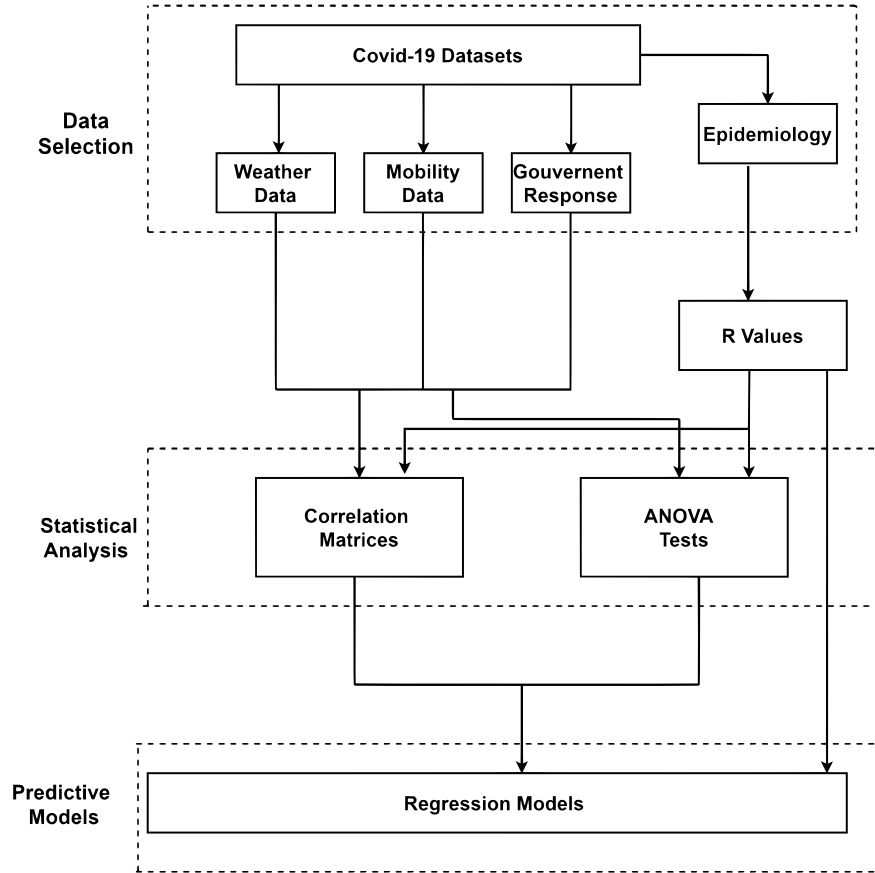 Covid-19 Datasets
Data
Selection
Epidemiology
Weather
Data
Mobility
Data
Gouvernent
Response
R Values
Statistical
Analysis
Correlation
Matrices
ANOVA
Tests
Predictive
Models
Regression Models